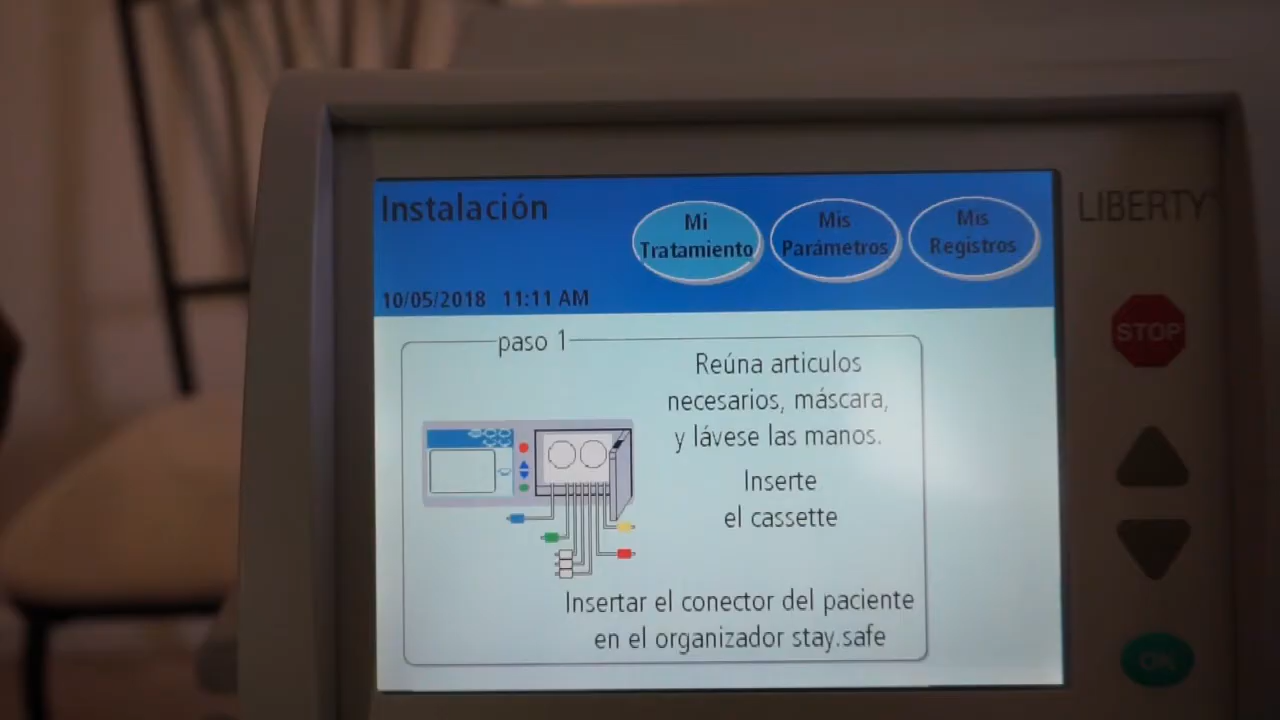 Instalación
Mi
Tratamiento
Mis
Parámetros
Mis
Registros
LIBERTY
10/05/2018 11:11 AM
STOP
paso 1
Reúna articulos
necesarios, máscara,
y lávese las manos.
Inserte
el cassette
Insertar el conector del paciente
en el organizador stay.safe
OK